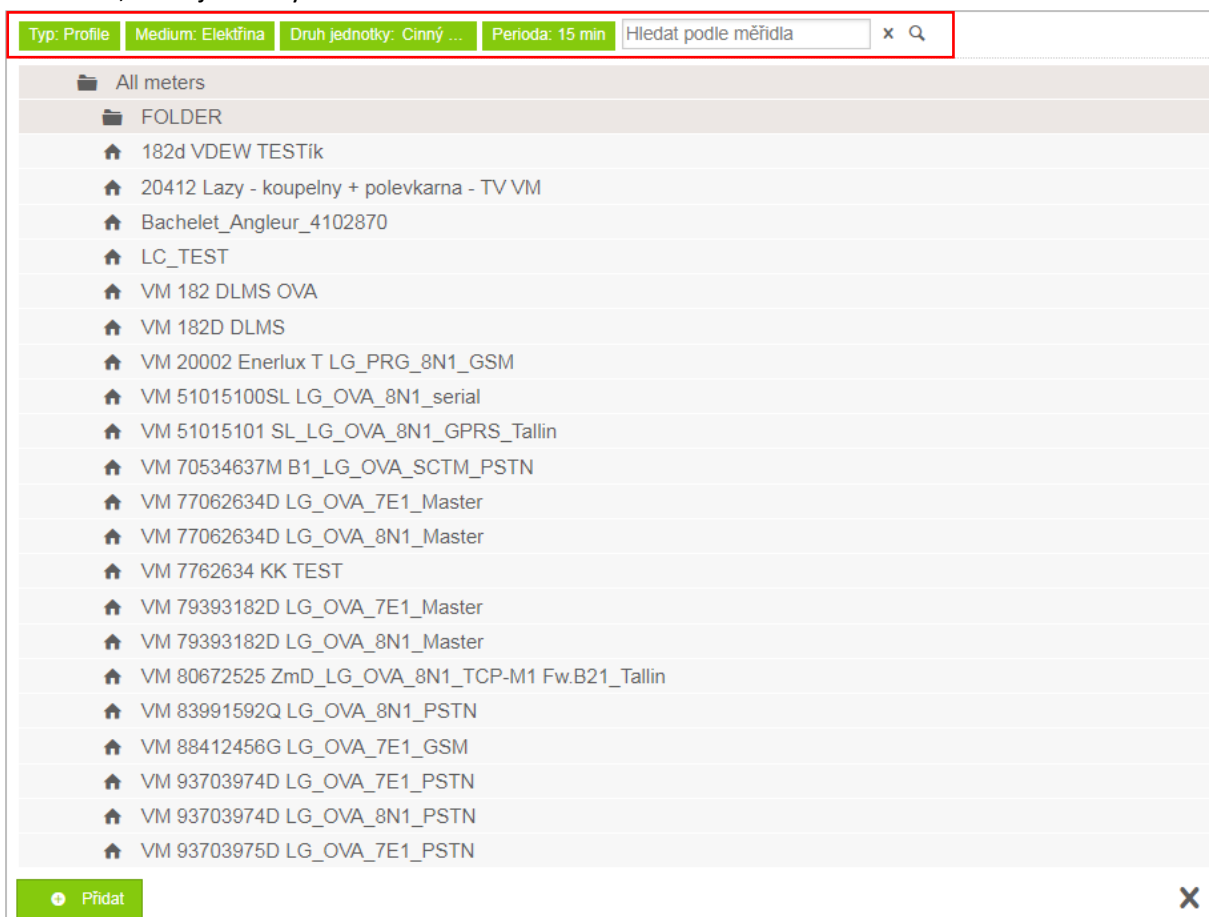 Typ: Profile Medium: Elektřina Druh jednotky: Cinný ... Perioda: 15 min Hledat podle měřidla x
All meters
FOLDER
182d VDEW TESTík
20412 Lazy - koupelny + polevkarna - TV VM
Bachelet_Angleur_4102870
LC_TEST
VM 182 DLMS OVA
VM 182D DLMS
VM 20002 Enerlux T LG_PRG_8N1_GSM
VM 51015100SL LG_OVA_8N1_serial
VM 51015101 SL_LG_OVA_8N1_GPRS_Tallin
VM 70534637M B1_LG_OVA_SCTM_PSTN
VM 77062634D LG_OVA_7E1_Master
VM 77062634D LG_OVA_8N1_Master
VM 7762634 KK TEST
VM 79393182D LG_OVA_7E1_Master
VM 79393182D LG_OVA_8N1_Master
VM 80672525 ZmD_LG_OVA_8N1_TCP-M1 Fw.B21_Tallin
VM 83991592Q LG_OVA_8N1_PSTN
VM 88412456G LG_OVA_7E1_GSM
VM 93703974D LG_OVA_7E1_PSTN
VM 93703974D LG_OVA_8N1_PSTN
VM 93703975D LG_OVA_7E1_PSTN
Přidat